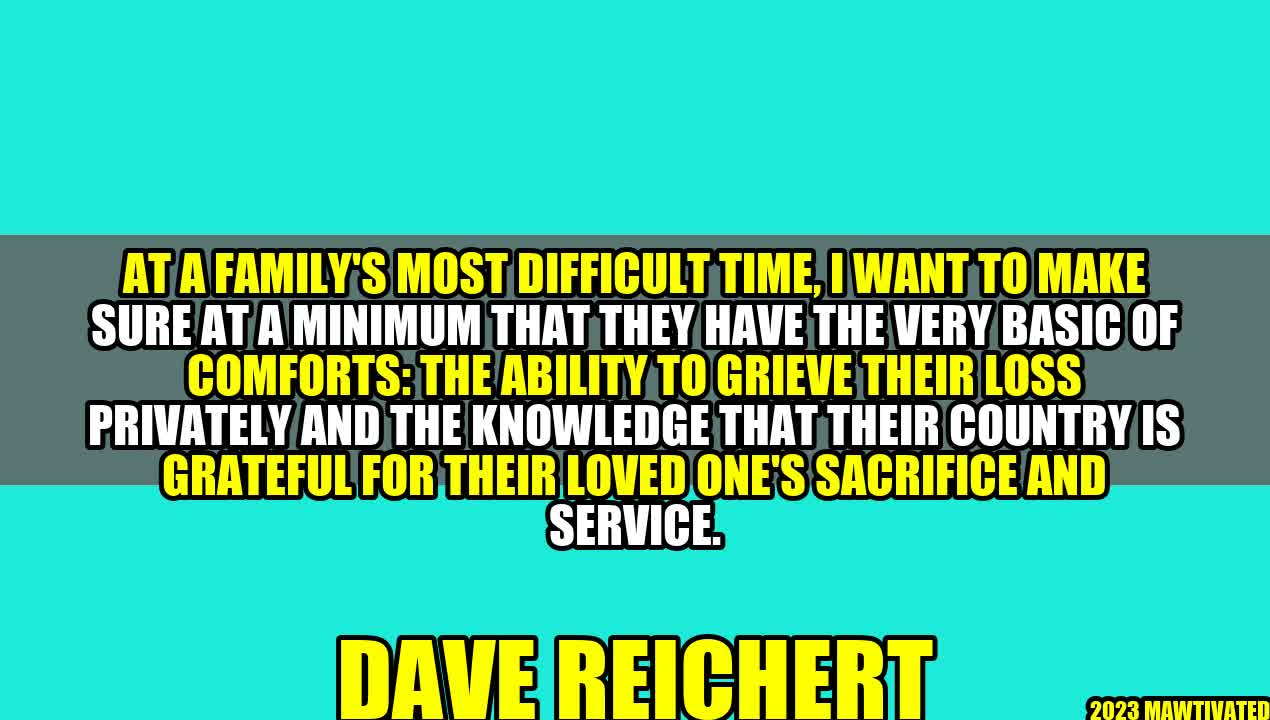 AT A FAMILY'S MOST DIFFICULT TIME, I WANT TO MAKE
SURE AT A MINIMUM THAT THEY HAVE THE VERY BASIC OF
COMFORTS: THE ABILITY TO GRIEVE THEIR LOSS
PRIVATELY AND THE KNOWLEDGE THAT THEIR COUNTRY IS
GRATEFUL FOR THEIR LOVED ONE'S SACRIFICE AND
SERVICE.
DAVE REICHERT
2023 MAWTIVATED